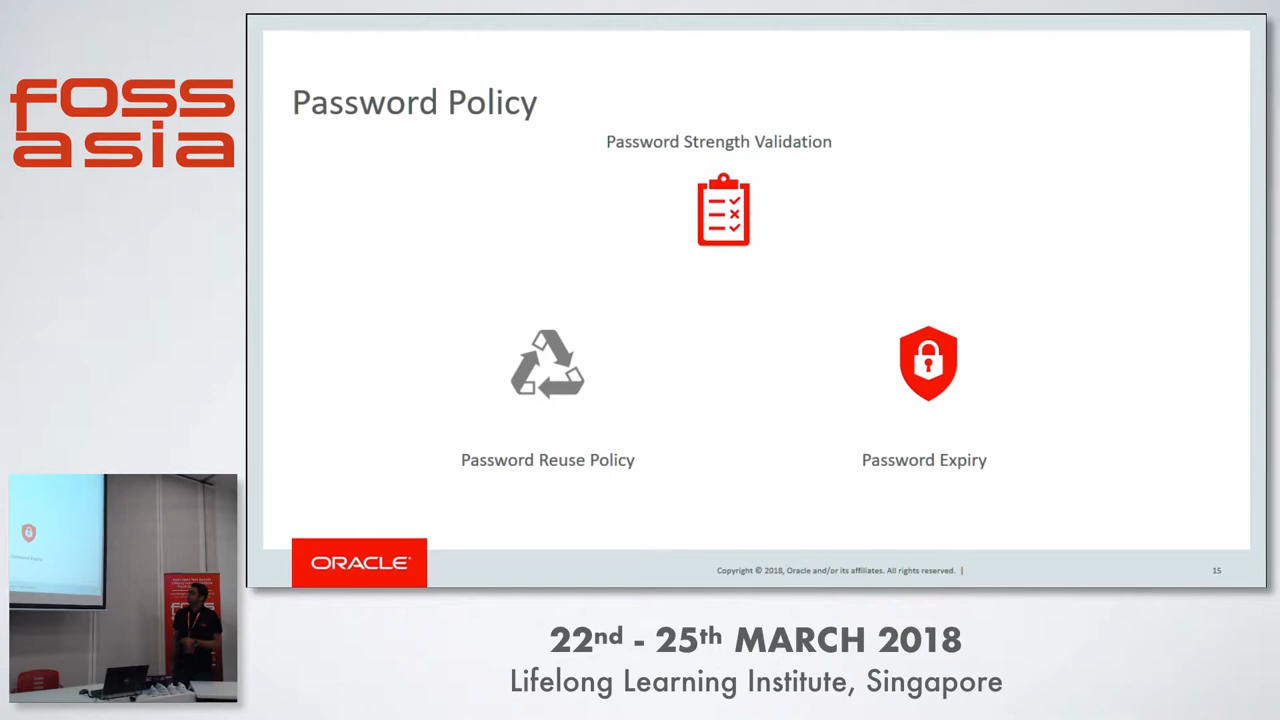 foss
asia
Password Policy
Password Strength Validation
Password Reuse Policy
Password Expiry
ORACLE®
Copyright © 2018, Oracle and/or its affiliates. All rights reserved. |
15
22nd - 25th MARCH 2018
Lifelong Learning Institute, Singapore